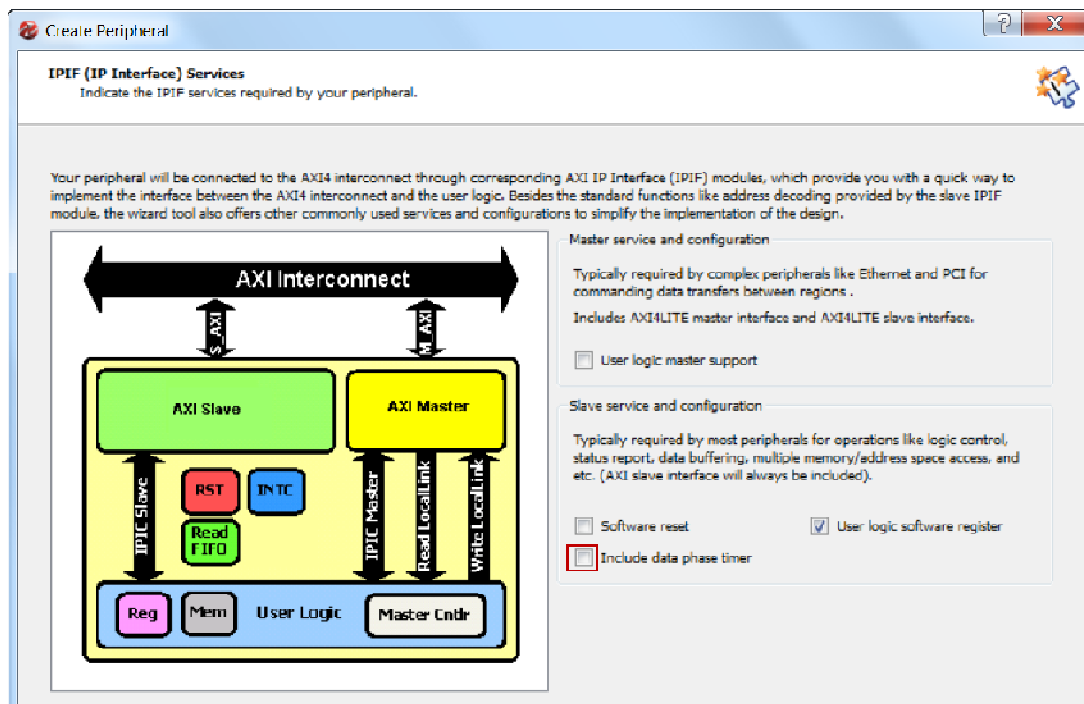 Create Peripheral
IPIF (IP Interface) Services
Indicate the IPIF services required by your peripheral.
Your peripheral will be connected to the AXI4 interconnect through corresponding AXI IP Interface (IPIF) modules, which provide you with a quick way to
implement the interface between the AXI4 interconnect and the user logic. Besides the standard functions like address decoding provided by the slave IPIF
module, the wizard tool also offers other commonly used services and configurations to simplify the implementation of the design.
AXI Interconnect
S_AXI
M_AXI
AXI Slave
AXI Master
IPIC Slave
RST
INTC
Read
FIFO
IPIC Master
Read LocalLink
Write LocalLink
Reg
Mem
User Logic
Master Cntlr
Master service and configuration
Typically required by complex peripherals like Ethernet and PCI for
commanding data transfers between regions .
Includes AXI4LITE master interface and AXI4LITE slave interface.
User logic master support
Slave service and configuration
Typically required by most peripherals for operations like logic control,
status report, data buffering, multiple memory/address space access, and
etc. (AXI slave interface will always be included).
Software reset
User logic software register
Include data phase timer